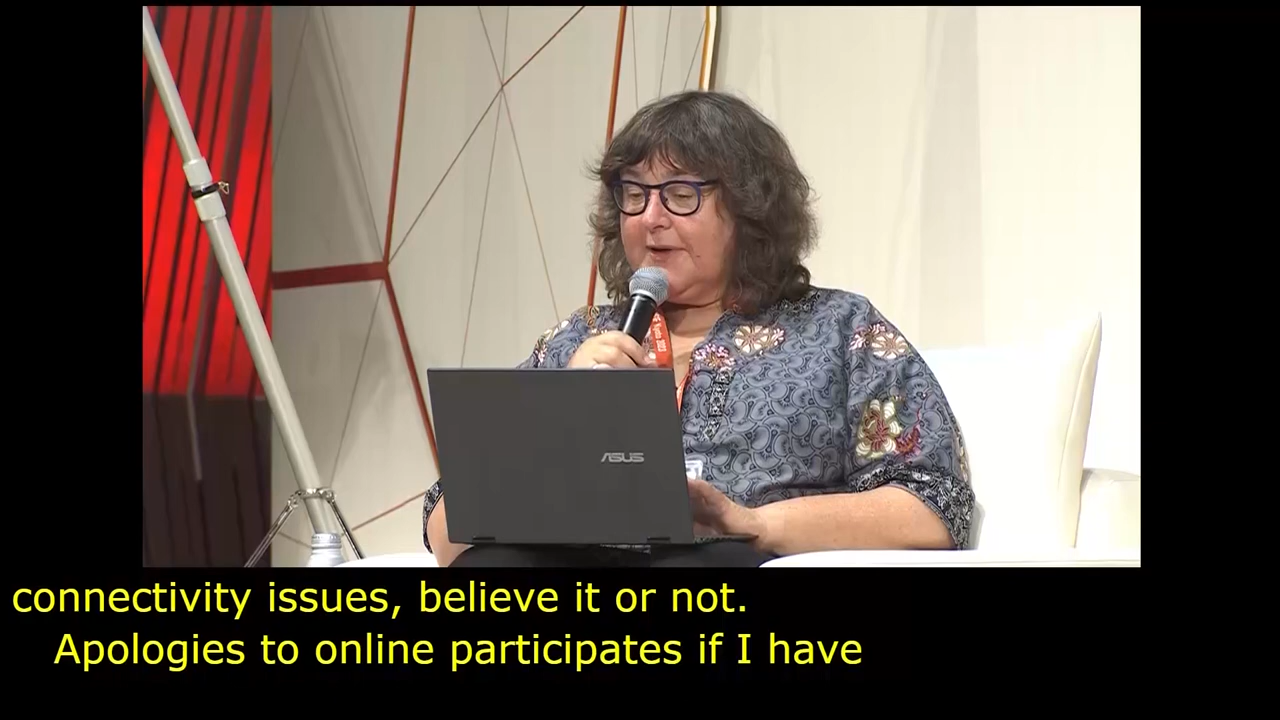 ASUS
connectivity issues, believe it or not.
Apologies to online participates if I have